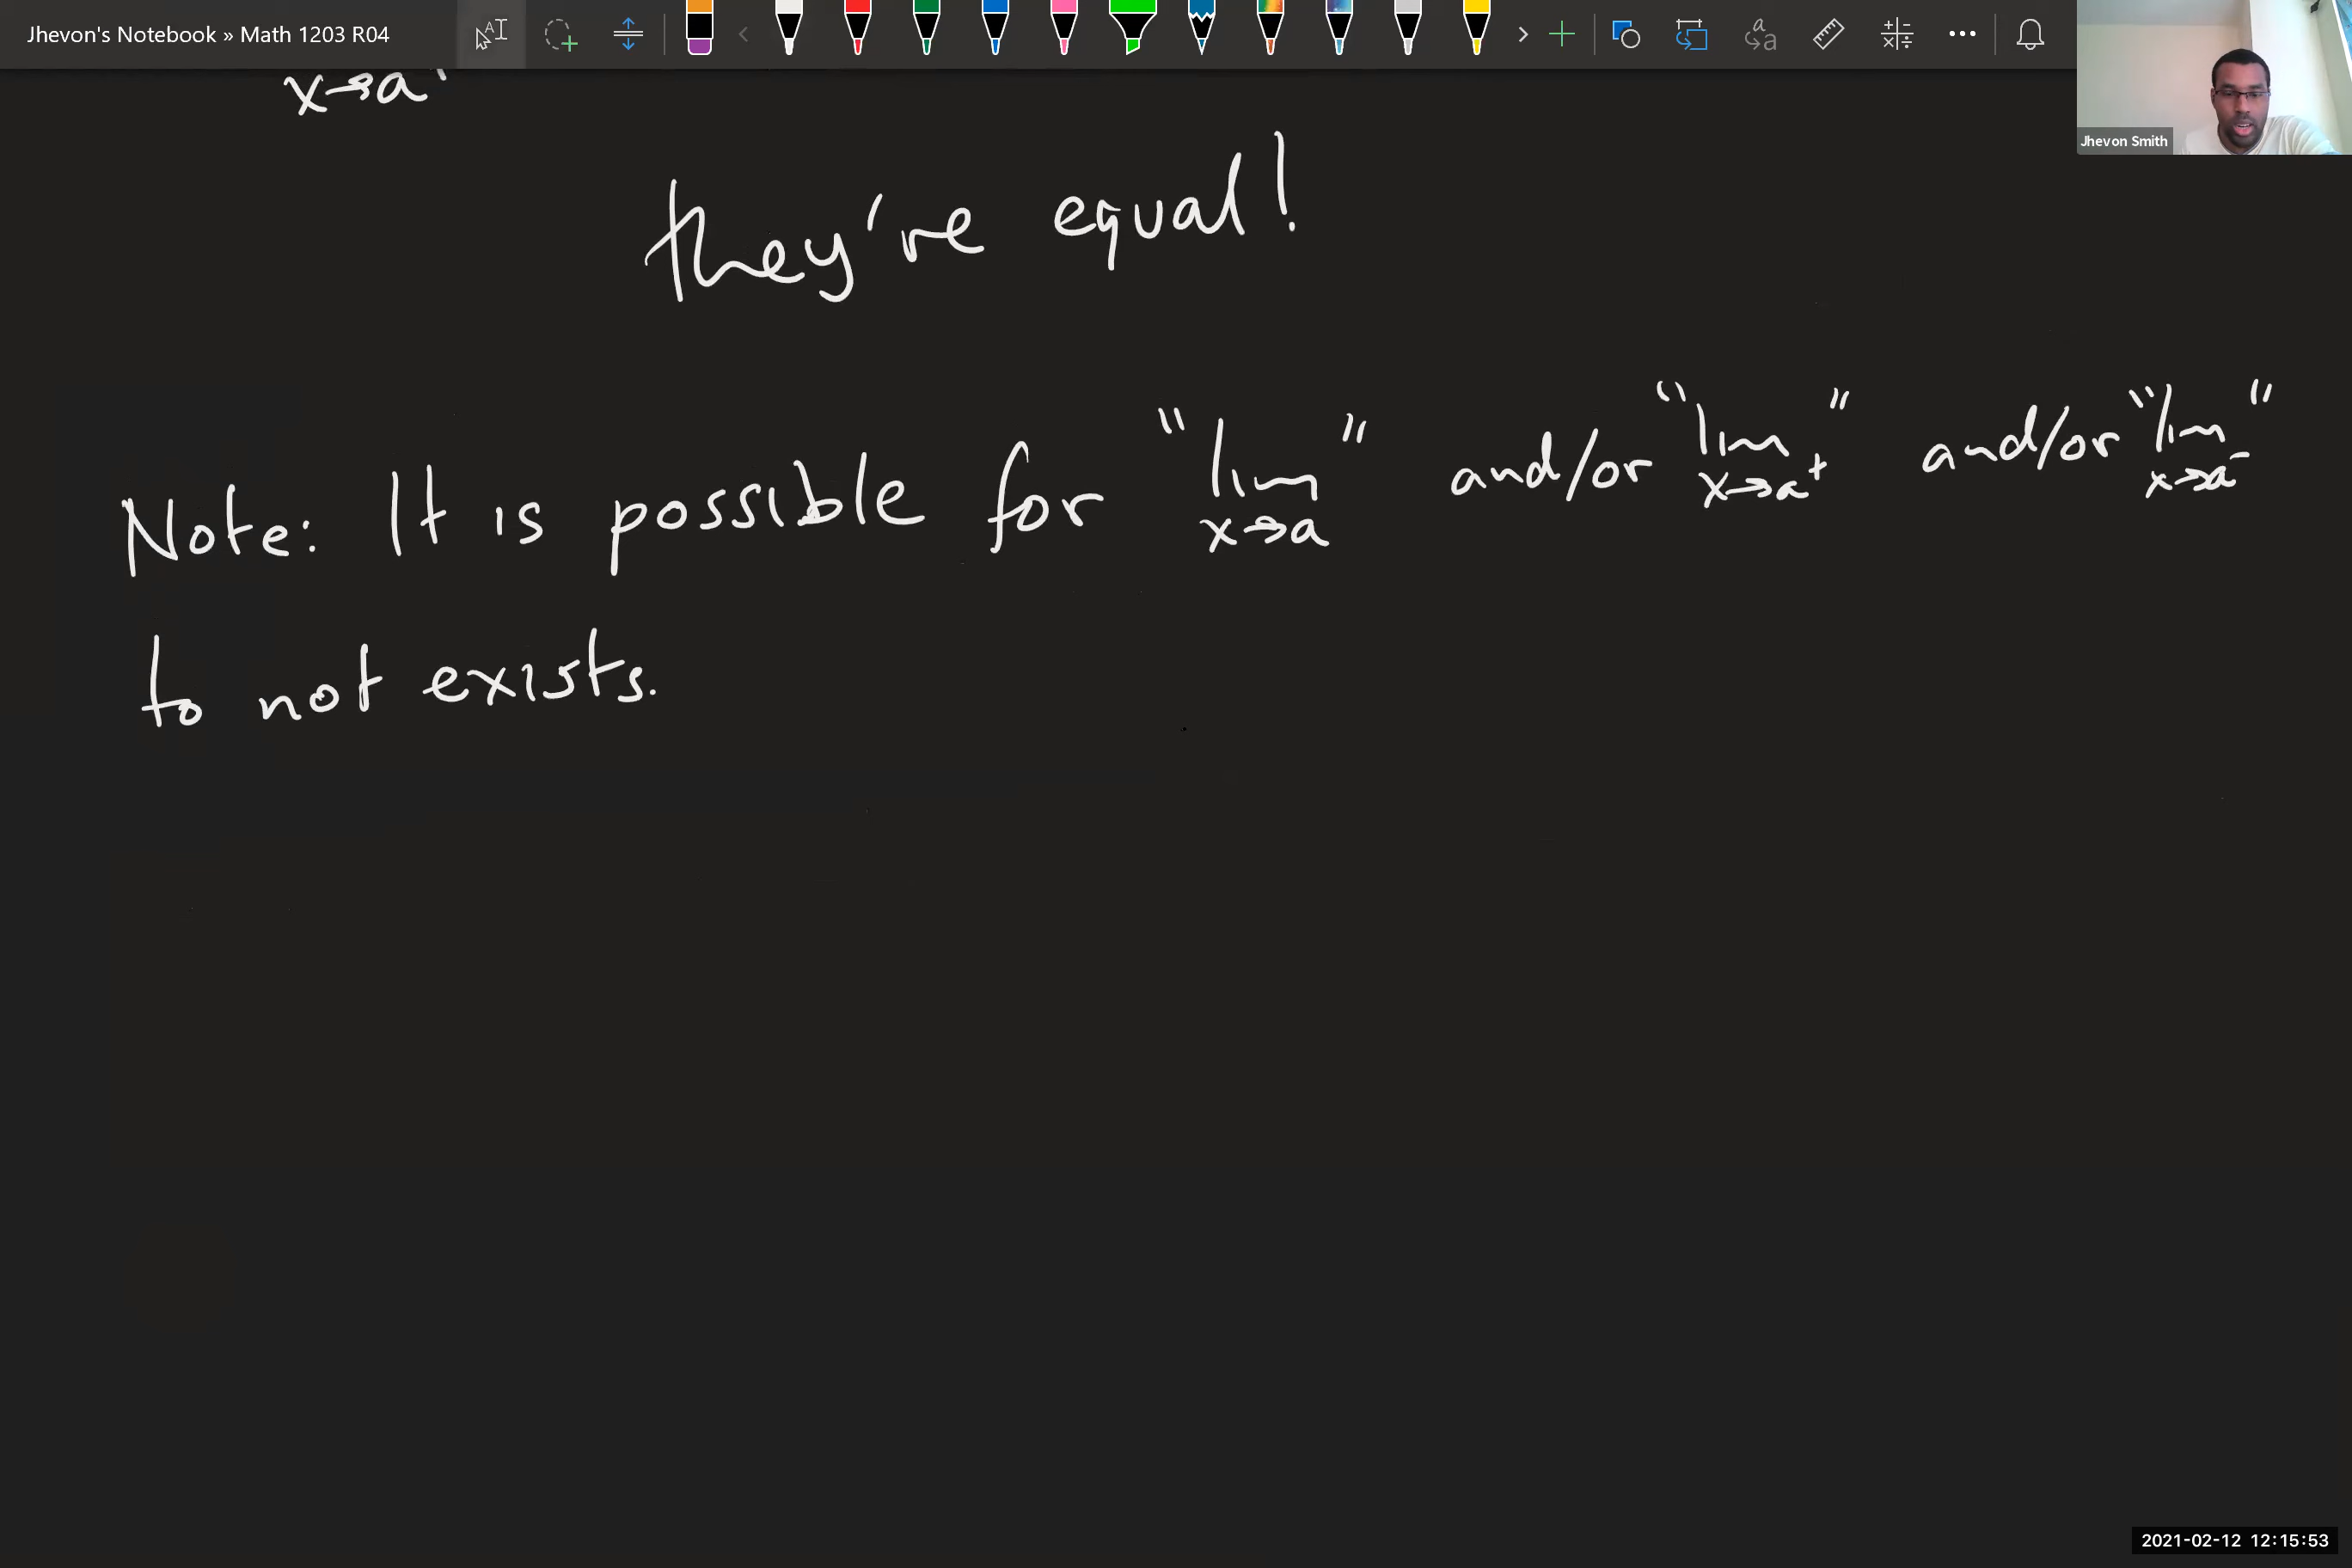 Jhevon's Notebook » Math 1203 R04
Jhevon Smith
x→a
they're equal!
Note: It is possible for "lim x→a" and/or "lim x→a⁺" and/or "lim x→a⁻"
to not exists.
2021-02-12 12:15:53